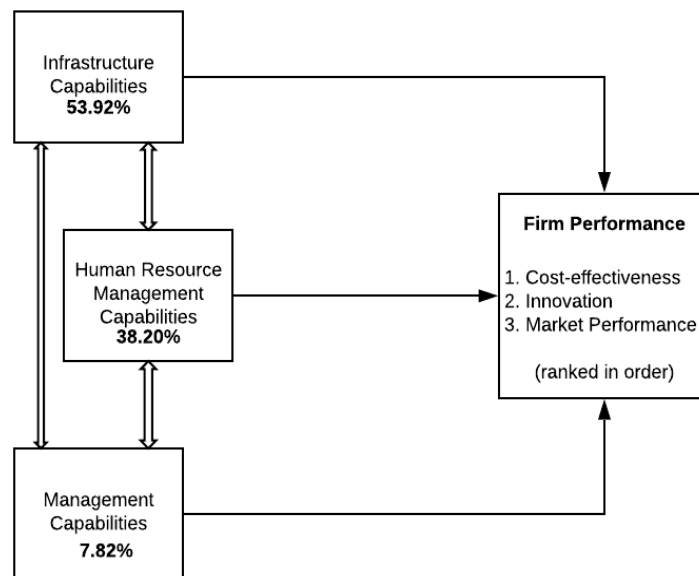 Infrastructure
Capabilities
53.92%
Human Resource
Management
Capabilities
38.20%
Management
Capabilities
7.82%
Firm Performance
1. Cost-effectiveness
2. Innovation
3. Market Performance
(ranked in order)